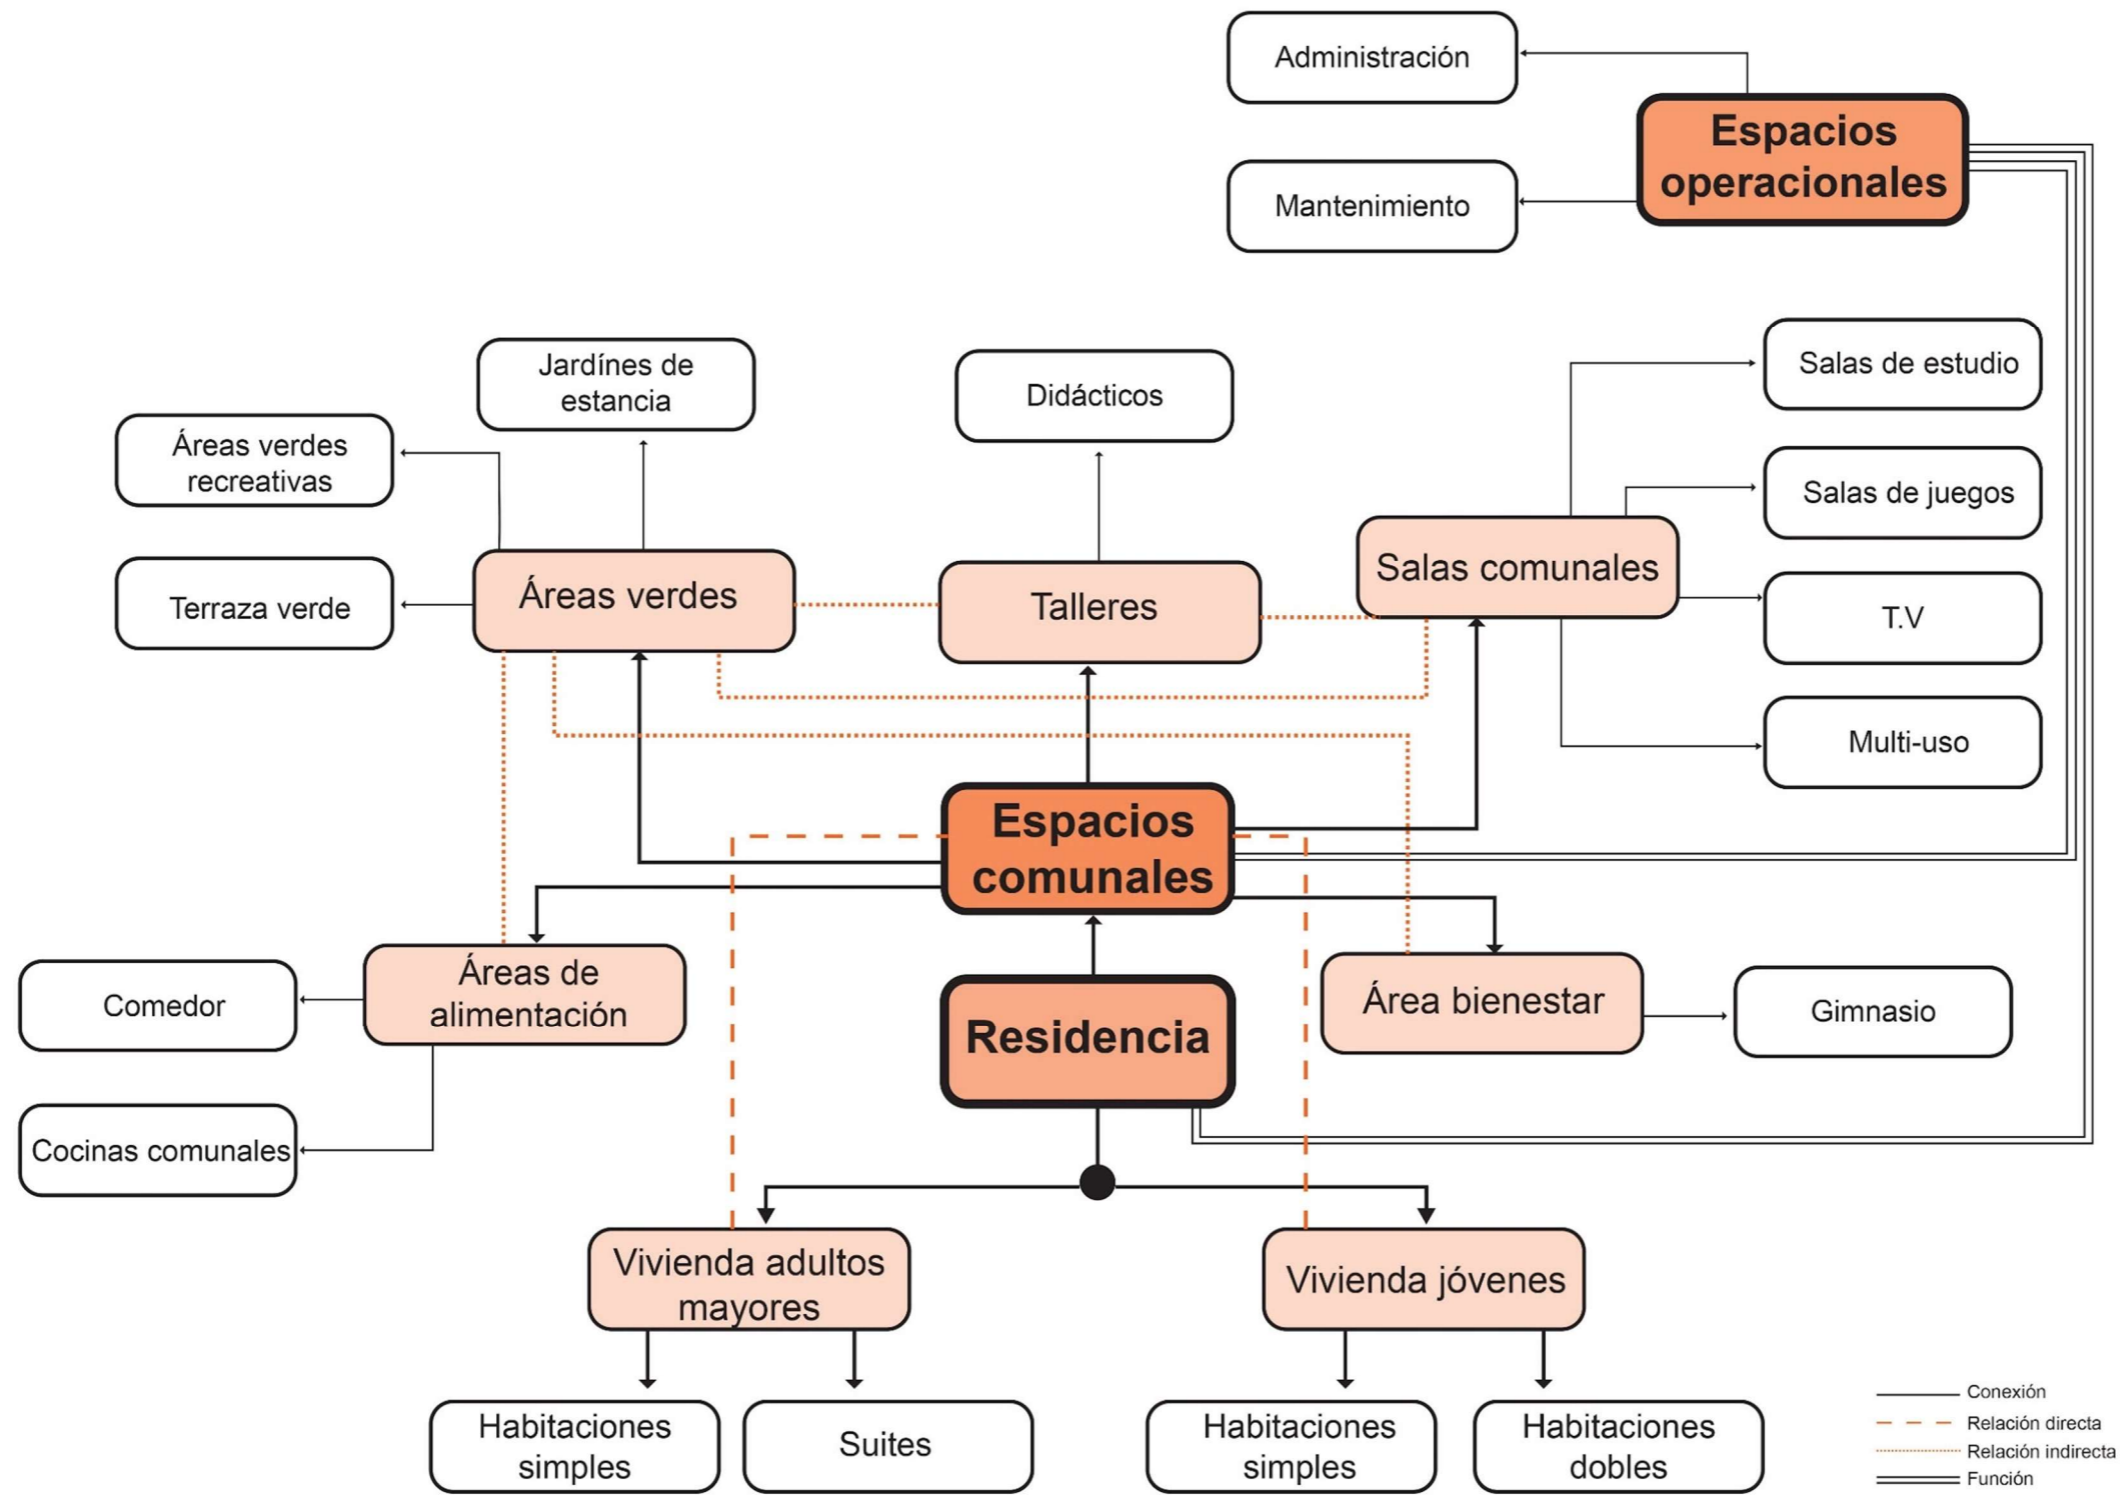 Administración
Espacios
operacionales
Mantenimiento
Jardínes de
estancia
Didácticos
Salas de estudio
Áreas verdes
recreativas
Salas de juegos
Áreas verdes
Talleres
Salas comunales
Terraza verde
T.V
Multi-uso
Espacios
comunales
Áreas de
alimentación
Comedor
Residencia
Área bienestar
Gimnasio
Cocinas comunales
Vivienda adultos
mayores
Vivienda jóvenes
Habitaciones
simples
Suites
Habitaciones
simples
Habitaciones
dobles
Conexión
Relación directa
Relación indirecta
Función